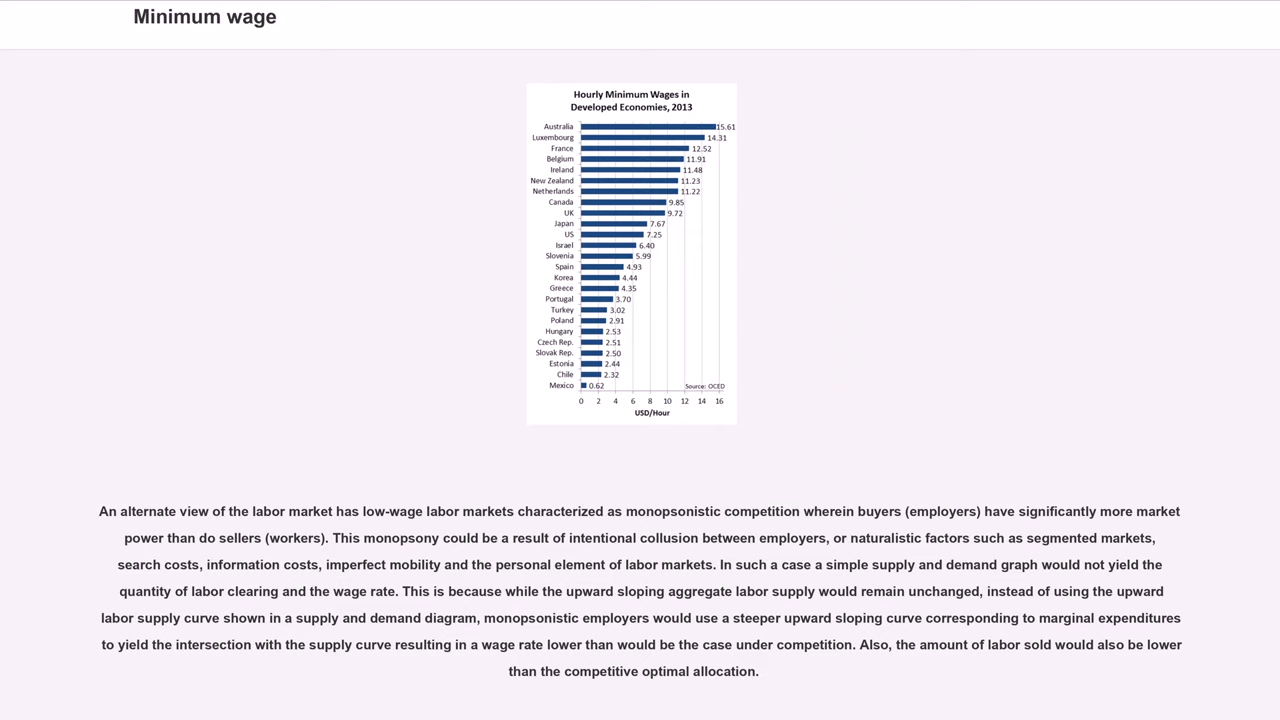 Minimum wage
Hourly Minimum Wages in
Developed Economies, 2013
Australia 15.61
Luxembourg 14.31
France 12.52
Belgium 11.91
Ireland 11.48
New Zealand 11.23
Netherlands 11.22
Canada 9.85
UK 9.72
Japan 7.67
US 7.25
Israel 6.40
Slovenia 5.99
Spain 4.93
Korea 4.44
Greece 4.35
Portugal 3.70
Turkey 3.02
Poland 2.91
Hungary 2.53
Czech Rep. 2.51
Slovak Rep. 2.50
Estonia 2.44
Chile 2.32
Mexico 0.62 Source: OCED
0 2 4 6 8 10 12 14 16
USD/Hour
An alternate view of the labor market has low-wage labor markets characterized as monopsonistic competition wherein buyers (employers) have significantly more market
power than do sellers (workers). This monopsony could be a result of intentional collusion between employers, or naturalistic factors such as segmented markets,
search costs, information costs, imperfect mobility and the personal element of labor markets. In such a case a simple supply and demand graph would not yield the
quantity of labor clearing and the wage rate. This is because while the upward sloping aggregate labor supply would remain unchanged, instead of using the upward
labor supply curve shown in a supply and demand diagram, monopsonistic employers would use a steeper upward sloping curve corresponding to marginal expenditures
to yield the intersection with the supply curve resulting in a wage rate lower than would be the case under competition. Also, the amount of labor sold would also be lower
than the competitive optimal allocation.